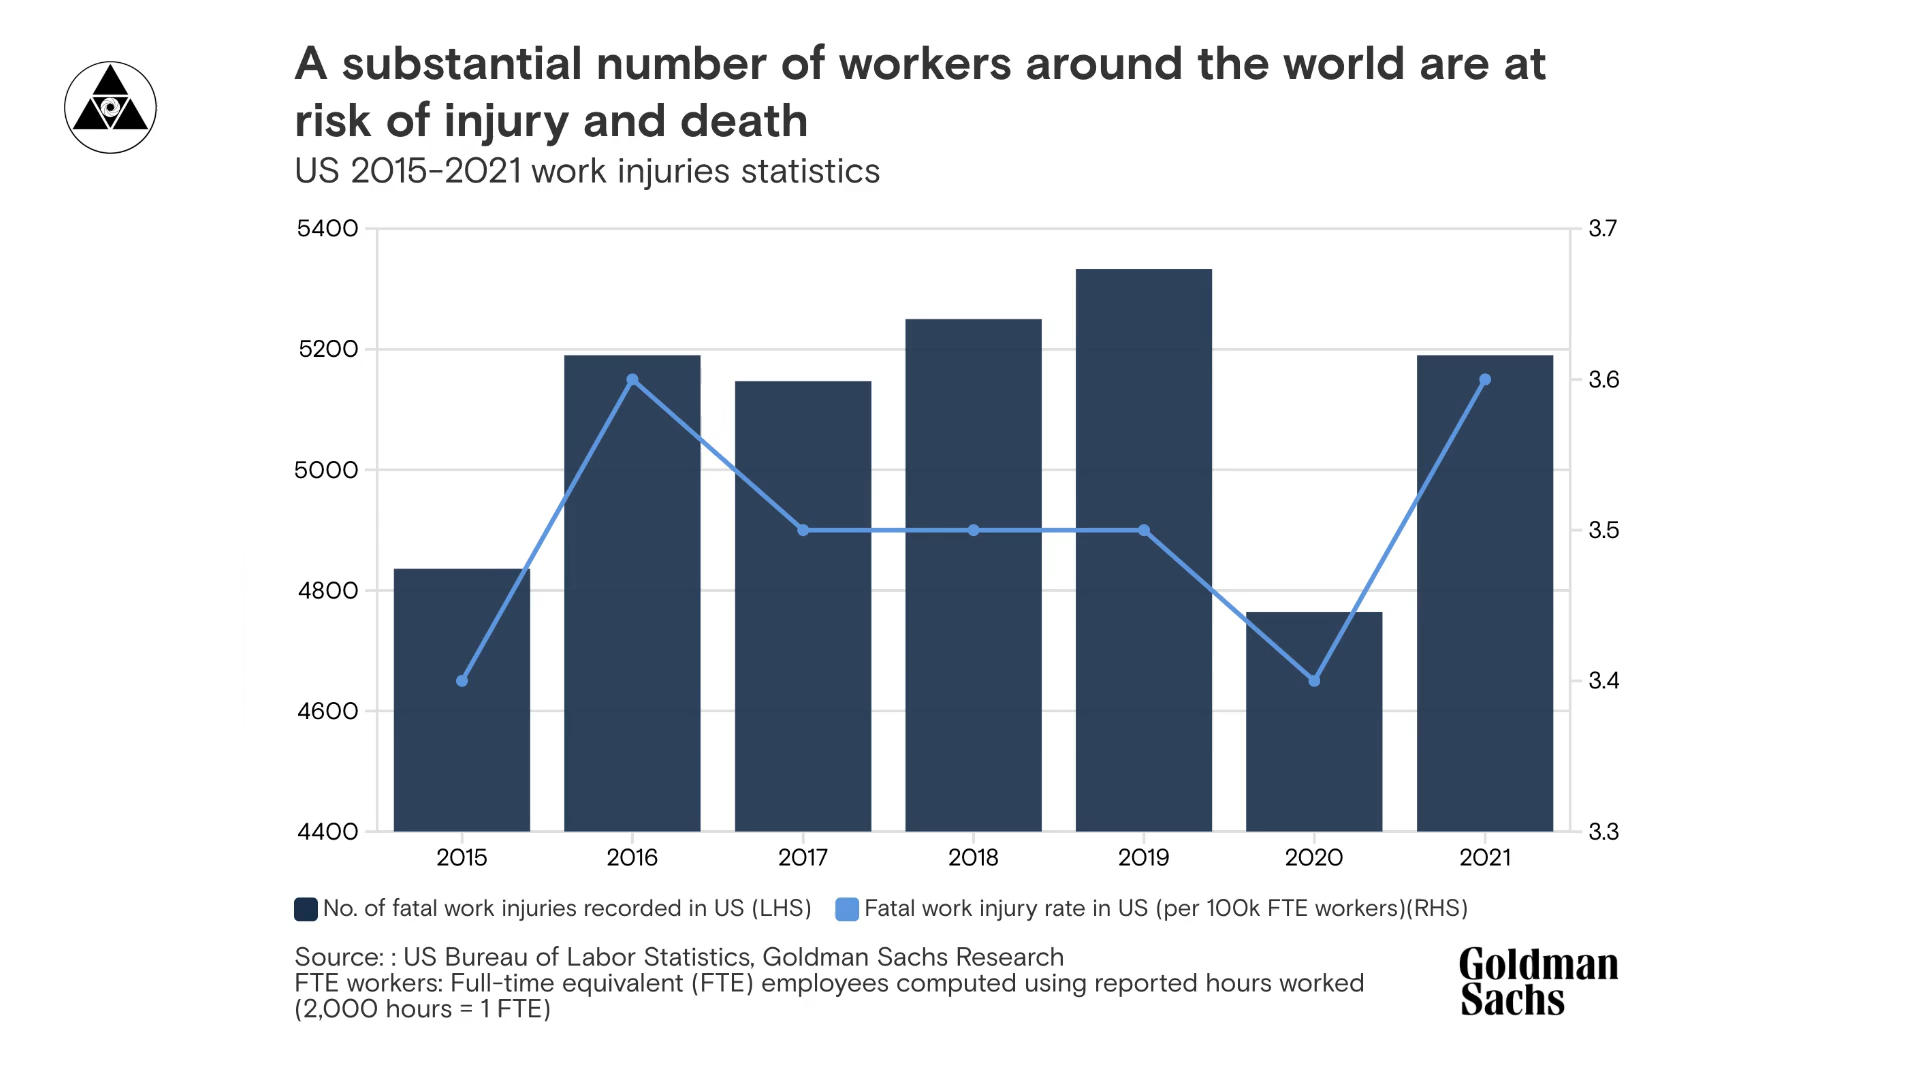 A substantial number of workers around the world are at
risk of injury and death
US 2015-2021 work injuries statistics
5400
5200
5000
4800
4600
4400
3.7
3.6
3.5
3.4
3.3
2015 2016 2017 2018 2019 2020 2021
No. of fatal work injuries recorded in US (LHS) Fatal work injury rate in US (per 100k FTE workers)(RHS)
Source: : US Bureau of Labor Statistics, Goldman Sachs Research
FTE workers: Full-time equivalent (FTE) employees computed using reported hours worked
(2,000 hours = 1 FTE)
Goldman
Sachs